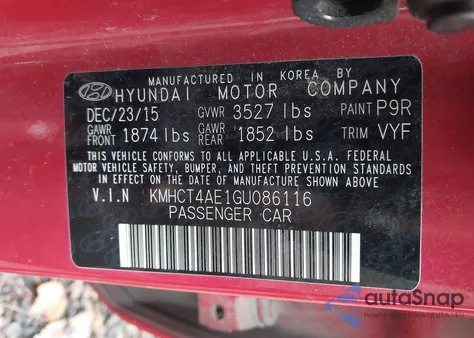 MANUFACTURED IN KOREA BY
HYUNDAI MOTOR COMPANY
DEC/23/15 GVWR 3527 lbs PAINT P9R
GAWR FRONT 1874 lbs GAWR REAR 1852 lbs TRIM VYF
THIS VEHICLE CONFORMS TO ALL APPLICABLE U.S.A. FEDERAL
MOTOR VEHICLE SAFETY, BUMPER, AND THEFT PREVENTION STANDARDS
IN EFFECT ON THE DATE OF MANUFACTURE SHOWN ABOVE.
V.I.N KMHCT4AE1GU086116
PASSENGER CAR
autoSnap